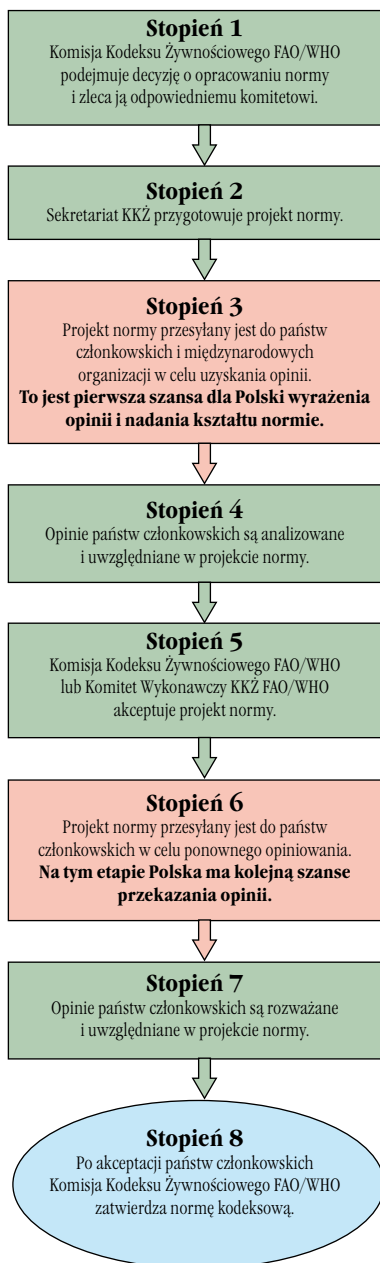 Stopień 1
Komisja Kodeksu Żywnościowego FAO/WHO
podejmuje decyzję o opracowaniu normy
i zleca ją odpowiedniemu komitetowi.
Stopień 2
Sekretariat KKŻ przygotowuje projekt normy.
Stopień 3
Projekt normy przesyłany jest do państw
członkowskich i międzynarodowych
organizacji w celu uzyskania opinii.
To jest pierwsza szansa dla Polski wyrażenia
opinii i nadania kształtu normie.
Stopień 4
Opinie państw członkowskich są analizowane
i uwzględniane w projekcie normy.
Stopień 5
Komisja Kodeksu Żywnościowego FAO/WHO
lub Komitet Wykonawczy KKŻ FAO/WHO
akceptuje projekt normy.
Stopień 6
Projekt normy przesyłany jest do państw
członkowskich w celu ponownego opiniowania.
Na tym etapie Polska ma kolejną szanse
przekazania opinii.
Stopień 7
Opinie państw członkowskich są rozważane
i uwzględniane w projekcie normy.
Stopień 8
Po akceptacji państw członkowskich
Komisja Kodeksu Żywnościowego FAO/WHO
zatwierdza normę kodeksową.